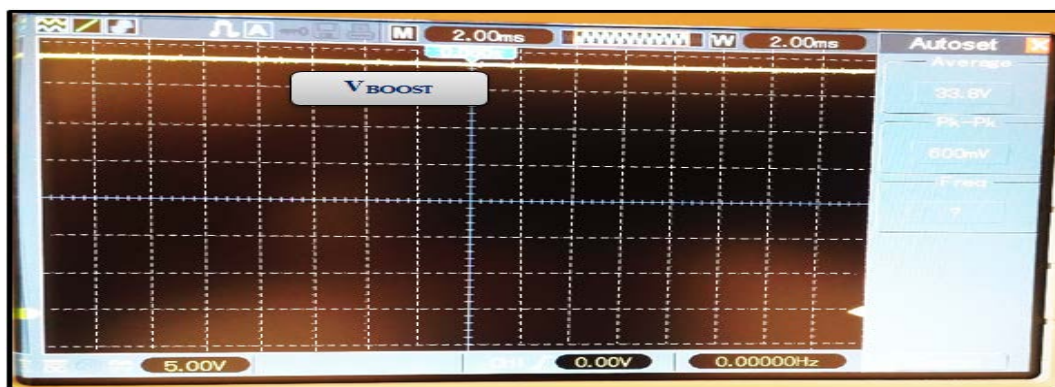 M 2.00ms W 2.00ms Autoset
Average
33.8V
Pk-Pk
600mV
Freq
?
V BOOST
5.00V CH1 0.00V 0.00000Hz